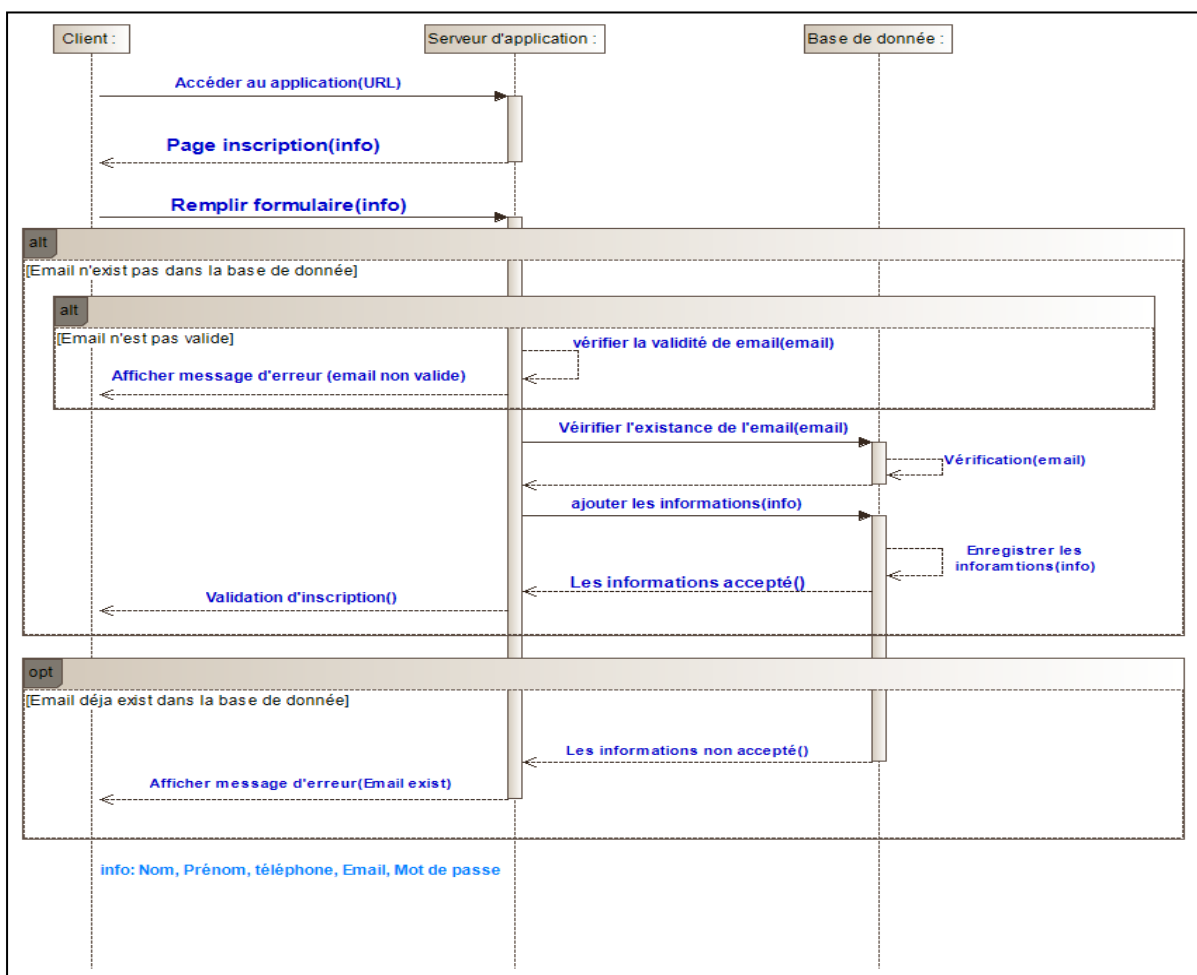 Client :
Serveur d'application :
Base de donnée :
Accéder au application(URL)
Page inscription(info)
Remplir formulaire(info)
alt
[Email n'exist pas dans la base de donnée]
alt
[Email n'est pas valide]
vérifier la validité de email(email)
Afficher message d'erreur (email non valide)
Véirifier l'existance de l'email(email)
Vérification(email)
ajouter les informations(info)
Enregistrer les
inforamtions(info)
Les informations accepté()
Validation d'inscription()
opt
[Email déja exist dans la base de donnée]
Les informations non accepté()
Afficher message d'erreur(Email exist)
info: Nom, Prénom, téléphone, Email, Mot de passe